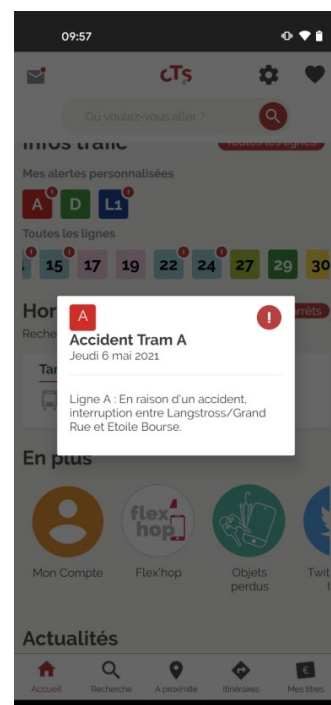 09:57
CTS
Où voulez-vous aller ?
Infos trafic
Toutes les lignes
Mes alertes personnalisées
A D L1
Toutes les lignes
15 17 19 22 24 27 29 30
Hor
arrêts
Reche
A
Accident Tram A
Jeudi 6 mai 2021
Ligne A : En raison d'un accident,
interruption entre Langstross/Grand
Rue et Etoile Bourse.
Tar
En plus
flex
hop
Mon Compte
Flex'hop
Objets
perdus
Twit
t
Actualités
Accueil
Recherche
A proximité
Itinéraires
Mes titres